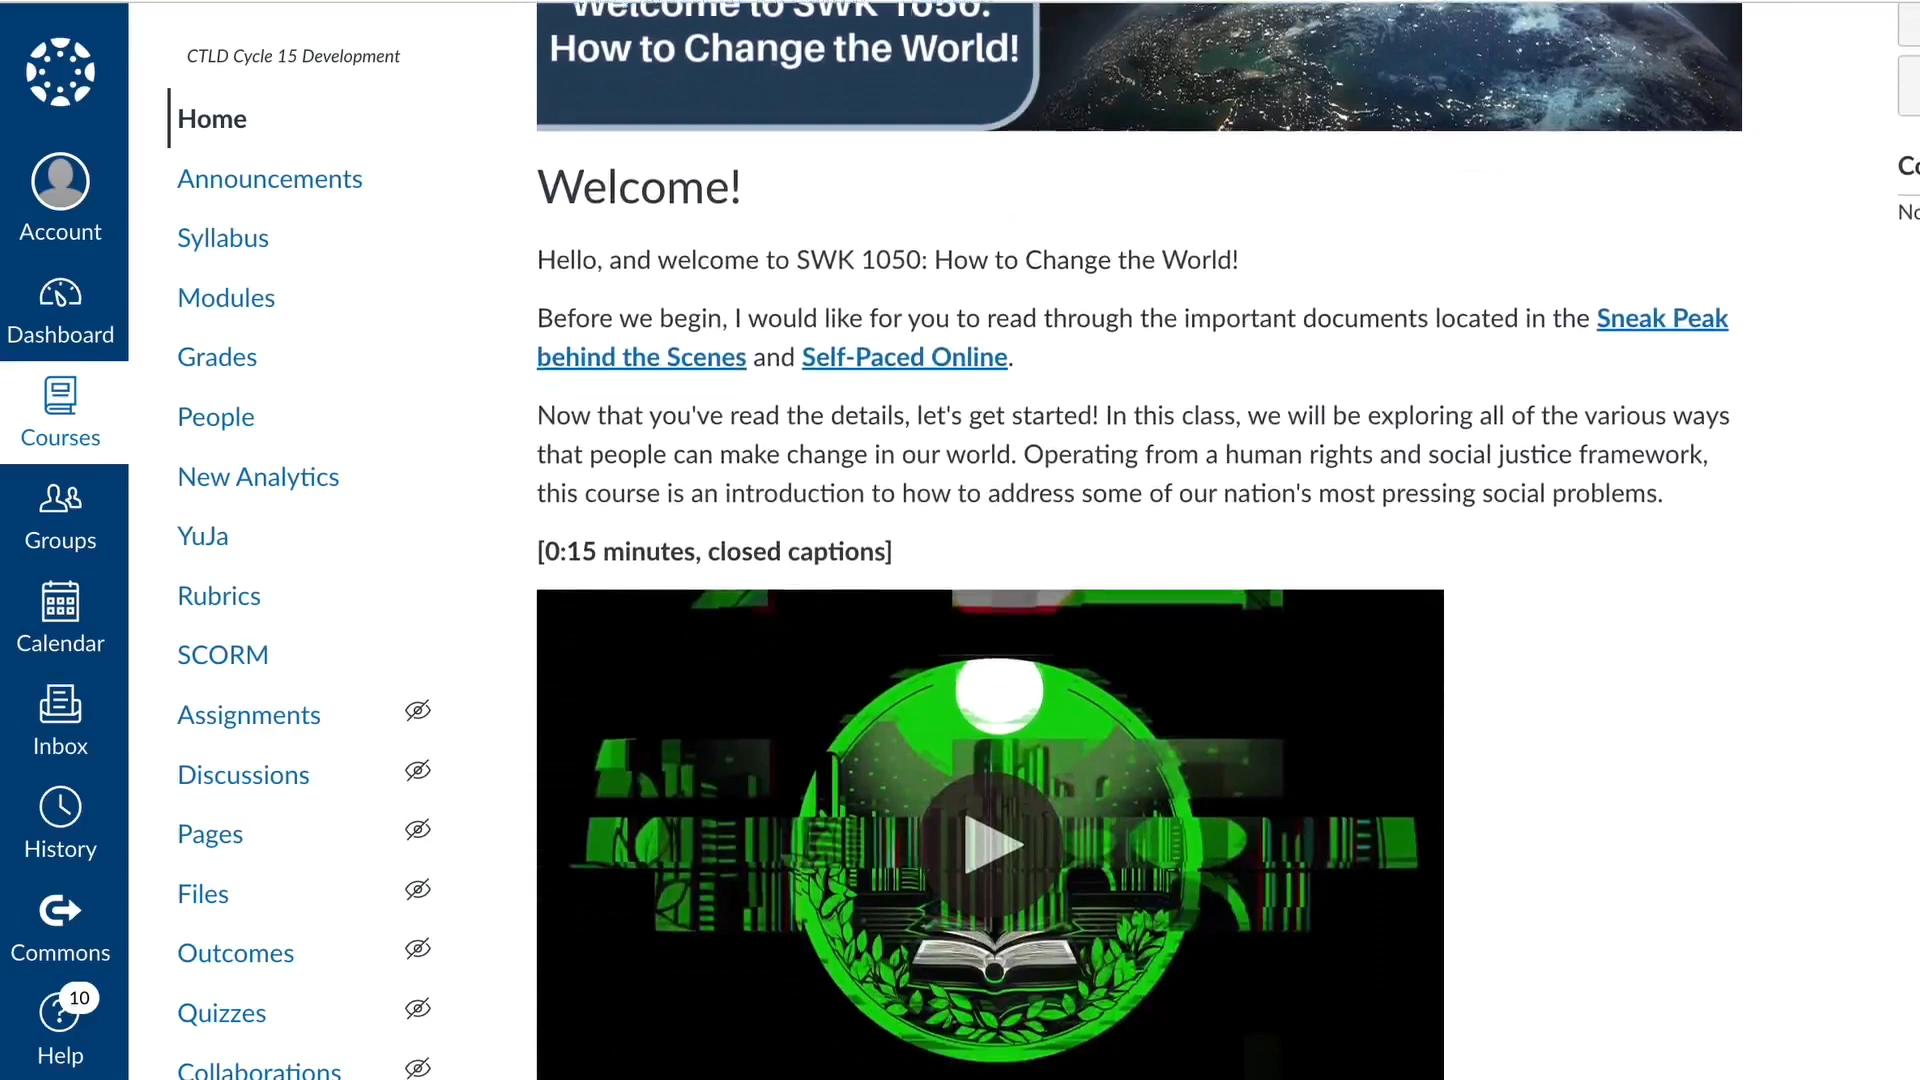 Welcome to SWK 1050:
How to Change the World!
Account
Dashboard
Courses
Groups
Calendar
Inbox
History
Commons
10
Help
CTLD Cycle 15 Development
Home
Announcements
Syllabus
Modules
Grades
People
New Analytics
YuJa
Rubrics
SCORM
Assignments
Discussions
Pages
Files
Outcomes
Quizzes
Collaborations
Welcome!
Hello, and welcome to SWK 1050: How to Change the World!
Before we begin, I would like for you to read through the important documents located in the Sneak Peak
behind the Scenes and Self-Paced Online.
Now that you've read the details, let's get started! In this class, we will be exploring all of the various ways
that people can make change in our world. Operating from a human rights and social justice framework,
this course is an introduction to how to address some of our nation's most pressing social problems.
[0:15 minutes, closed captions]